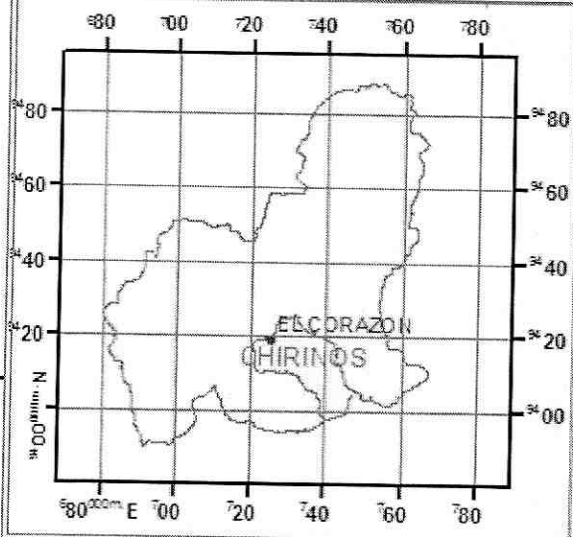 ⁶80 ⁷00 ⁷20 ⁷40 ⁷60 ⁷80
⁹⁴80 ⁹⁴80
⁹⁴60 ⁹⁴60
⁹⁴40 ⁹⁴40
EL CORAZON
⁹⁴20 ⁹⁴20
CHIRINOS
⁹⁴00⁰⁰⁰m. N ⁹⁴00
⁶80⁰⁰⁰m. E ⁷00 ⁷20 ⁷40 ⁷60 ⁷80